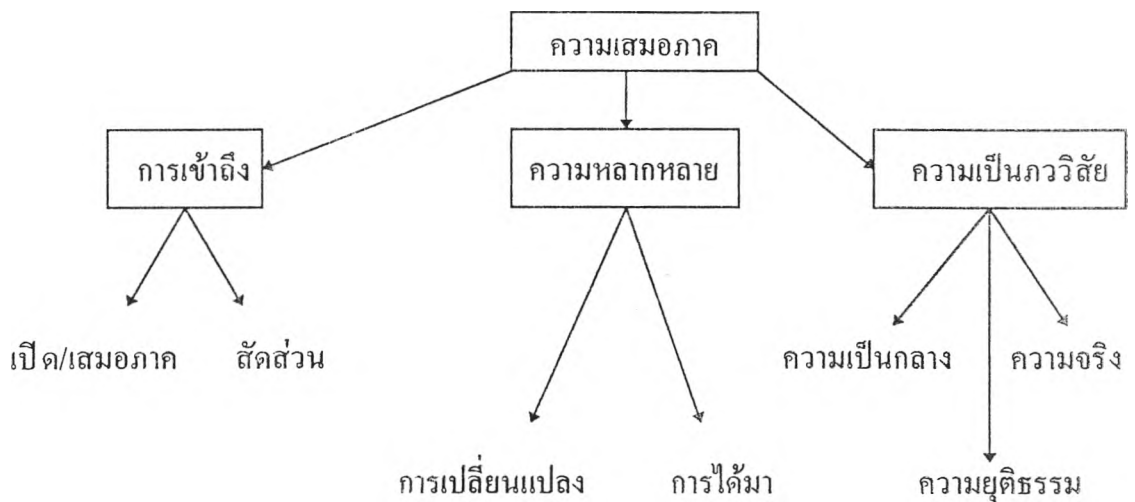 ความเสมอภาค
การเข้าถึง
ความหลากหลาย
ความเป็นภววิสัย
เปิด/เสมอภาค
สัดส่วน
ความเป็นกลาง
ความจริง
การเปลี่ยนแปลง
การได้มา
ความยุติธรรม